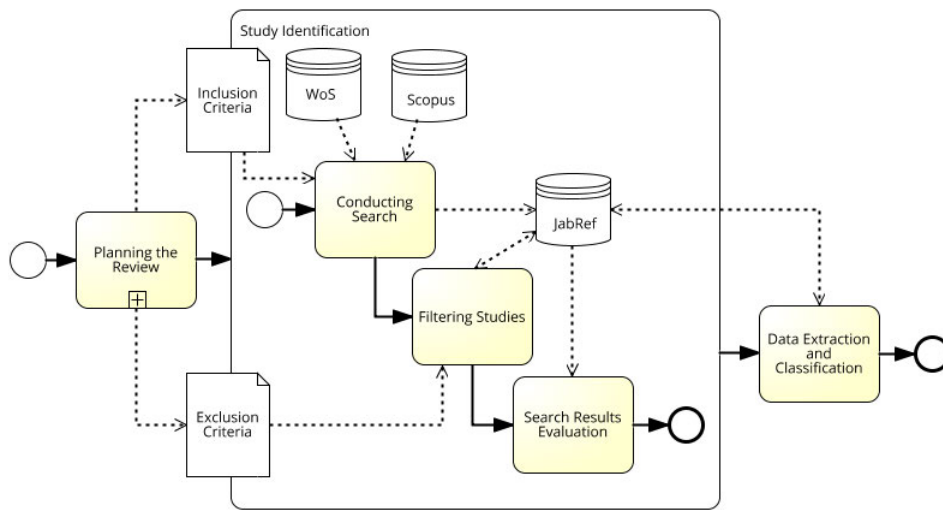 Study Identification
Inclusion
Criteria
WoS
Scopus
Conducting
Search
JabRef
Planning the
Review
Filtering Studies
Data Extraction
and
Classification
Exclusion
Criteria
Search Results
Evaluation